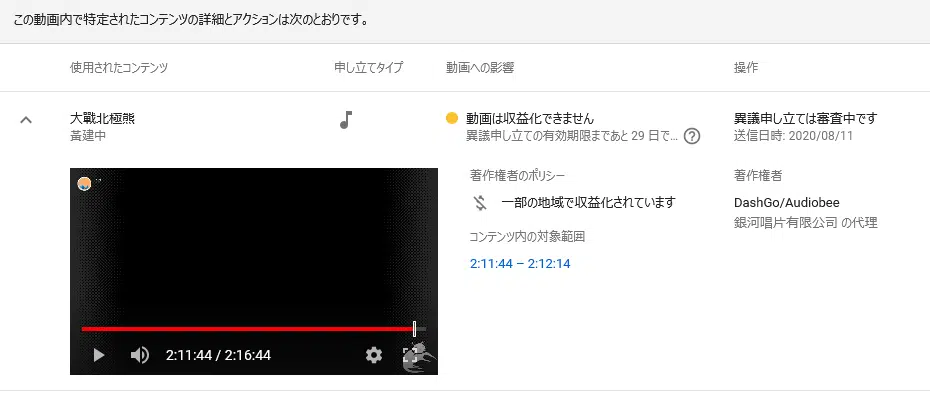 この動画内で特定されたコンテンツの詳細とアクションは次のとおりです。
使用されたコンテンツ 申し立てタイプ 動画への影響 操作
大戰北極熊 動画は収益化できません 異議申し立ては審査中です
黃建中 異議申し立ての有効期限まであと 29 日で... 送信日時: 2020/08/11
著作権者のポリシー 著作権者
一部の地域で収益化されています DashGo/Audiobee
銀河唱片有限公司 の代理
コンテンツ内の対象範囲
2:11:44 – 2:12:14
2:11:44 / 2:16:44